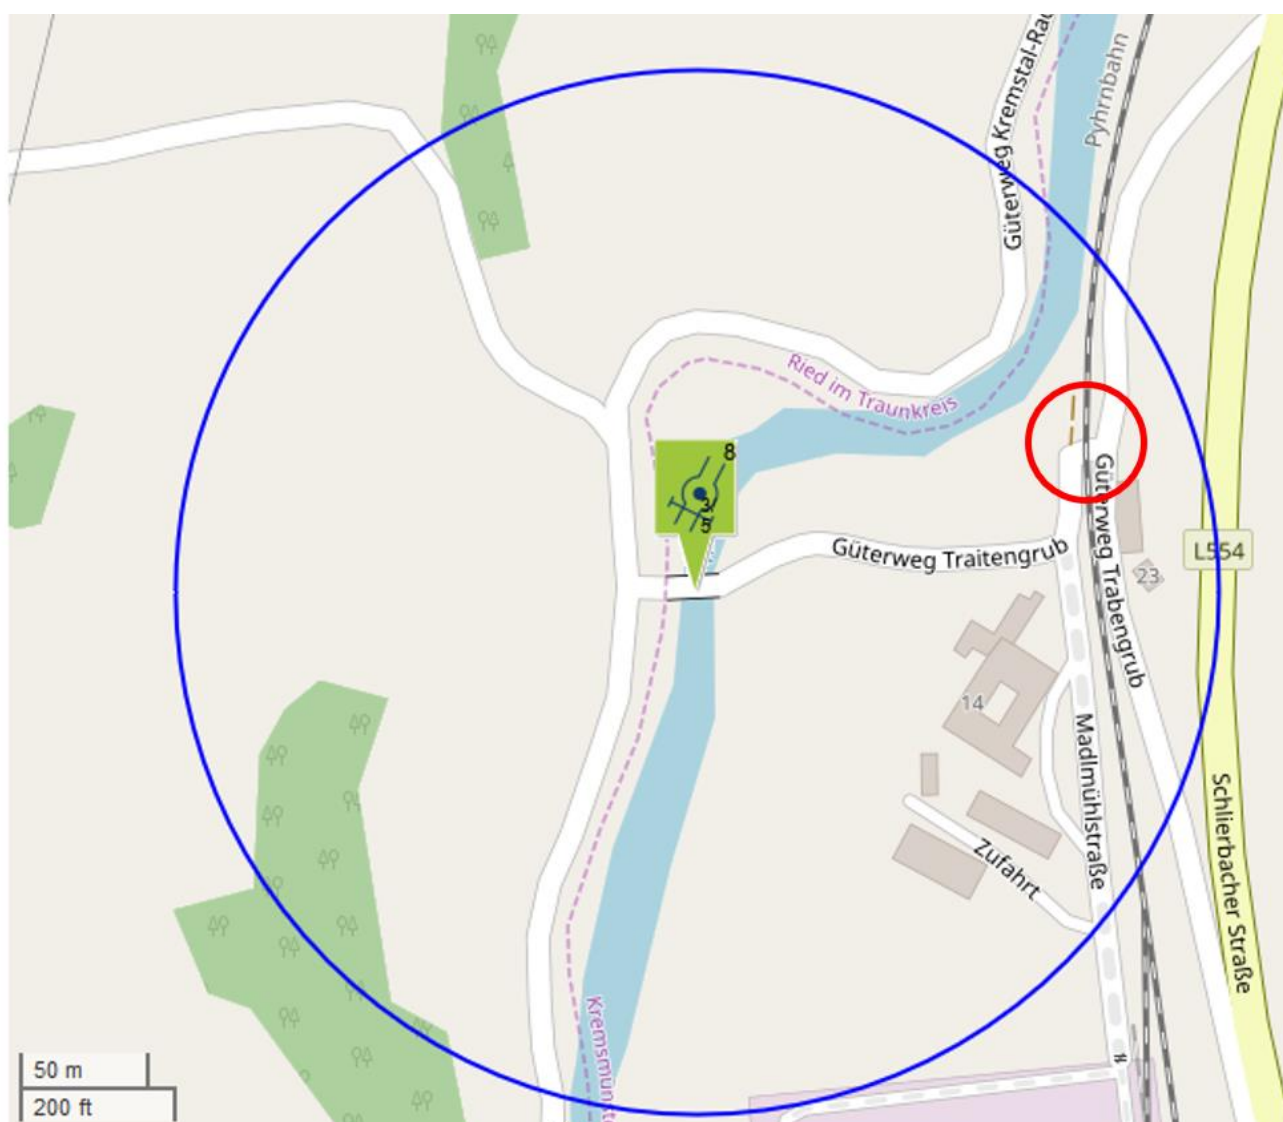 Güterweg Kremstal-Rad
Pyhrnbahn
Ried im Traunkreis
8
3
5
Güterweg Traitengrub
Güterweg Trabengrub
L554
23
14
Madlmühlstraße
Zufahrt
Schlierbacher Straße
Kremsmünste
50 m
200 ft